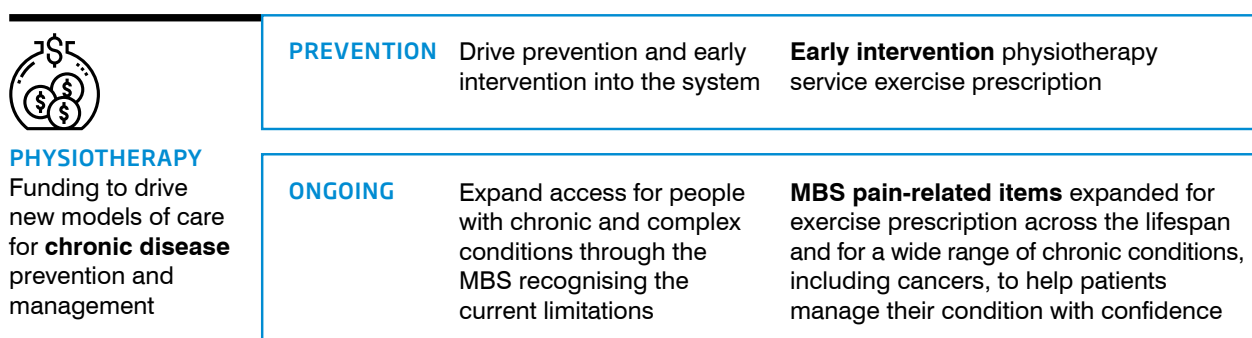 PHYSIOTHERAPY
Funding to drive
new models of care
for chronic disease
prevention and
management
PREVENTION
Drive prevention and early
intervention into the system
Early intervention physiotherapy
service exercise prescription
ONGOING
Expand access for people
with chronic and complex
conditions through the
MBS recognising the
current limitations
MBS pain-related items expanded for
exercise prescription across the lifespan
and for a wide range of chronic conditions,
including cancers, to help patients
manage their condition with confidence